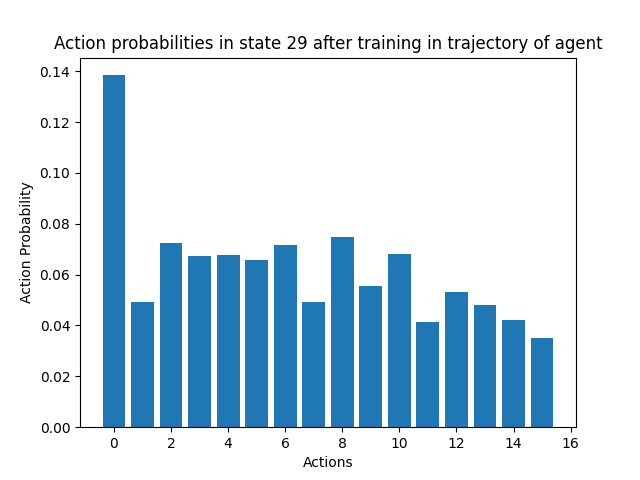 Action probabilities in state 29 after training in trajectory of agent
0.14
0.12
0.10
0.08
0.06
0.04
0.02
0.00
Action Probability
0 2 4 6 8 10 12 14 16
Actions